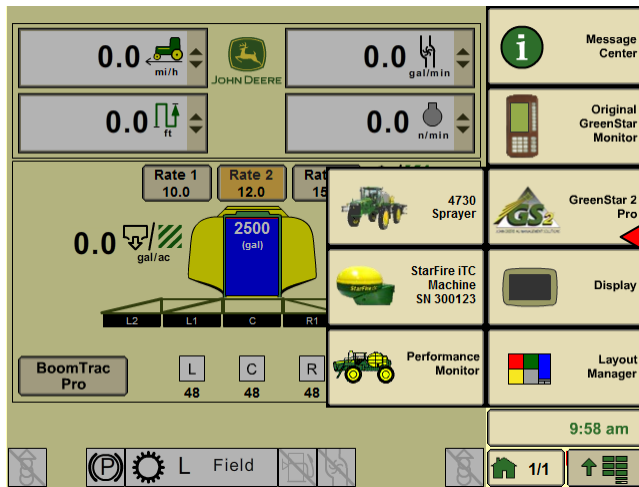 0.0
mi/h
JOHN DEERE
0.0
gal/min
0.0
ft
0.0
n/min
Message
Center
Original
GreenStar
Monitor
GreenStar 2
Pro
Display
Layout
Manager
4730
Sprayer
StarFire iTC
Machine
SN 300123
Performance
Monitor
Rate 1
10.0
Rate 2
12.0
Rat
15
2500
(gal)
0.0
gal/ac
L2
L1
C
R1
BoomTrac
Pro
L
C
R
48
48
48
9:58 am
P
L
Field
1/1
StarFire
GS2
i